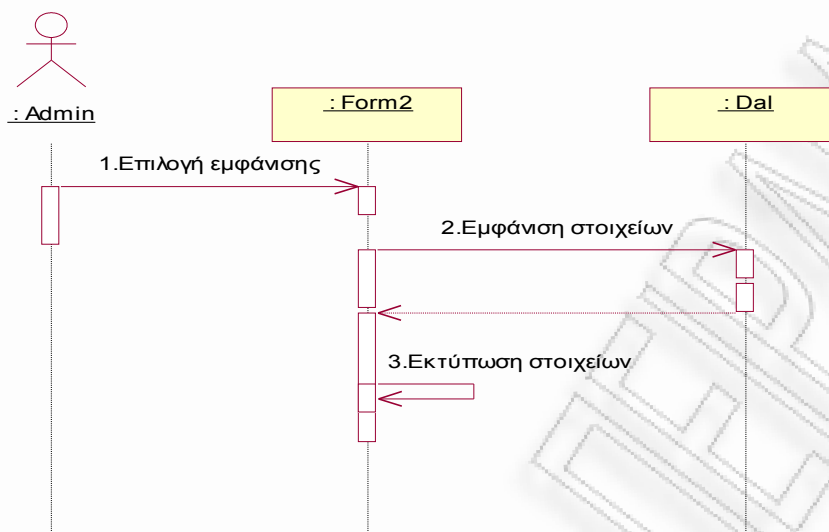 : Admin
: Form2
: Dal
1.Επιλογή εμφάνισης
2.Εμφάνιση στοιχείων
3.Εκτύπωση στοιχείων